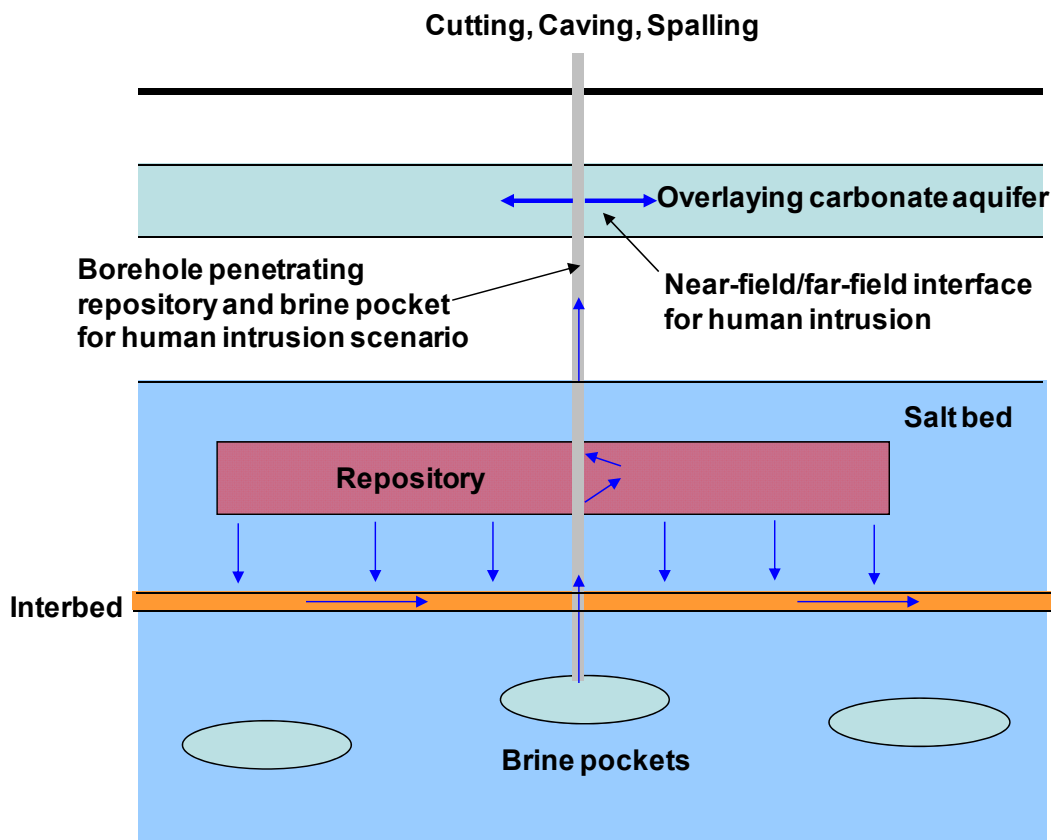 Cutting, Caving, Spalling
Overlaying carbonate aquifer
Borehole penetrating
repository and brine pocket
for human intrusion scenario
Near-field/far-field interface
for human intrusion
Salt bed
Repository
Interbed
Brine pockets